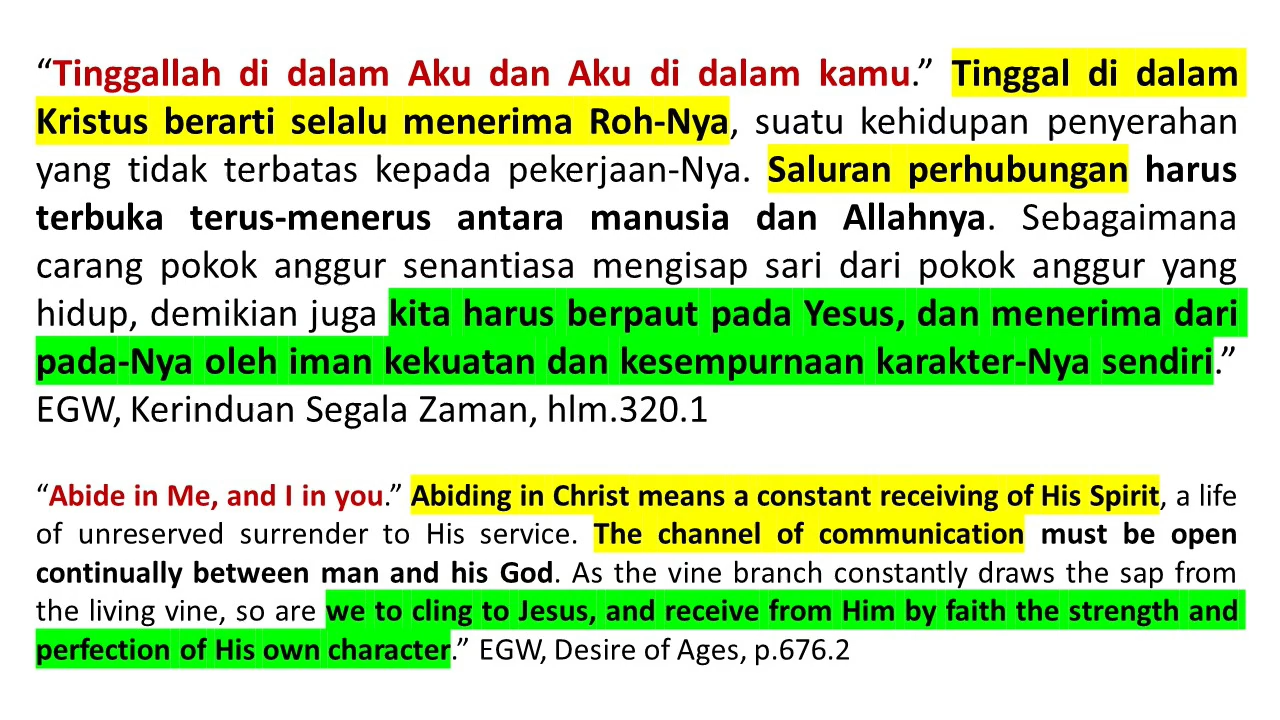 “Tinggallah di dalam Aku dan Aku di dalam kamu.” Tinggal di dalam
Kristus berarti selalu menerima Roh-Nya, suatu kehidupan penyerahan
yang tidak terbatas kepada pekerjaan-Nya. Saluran perhubungan harus
terbuka terus-menerus antara manusia dan Allahnya. Sebagaimana
carang pokok anggur senantiasa mengisap sari dari pokok anggur yang
hidup, demikian juga kita harus berpaut pada Yesus, dan menerima dari
pada-Nya oleh iman kekuatan dan kesempurnaan karakter-Nya sendiri.”
EGW, Kerinduan Segala Zaman, hlm.320.1
“Abide in Me, and I in you.” Abiding in Christ means a constant receiving of His Spirit, a life
of unreserved surrender to His service. The channel of communication must be open
continually between man and his God. As the vine branch constantly draws the sap from
the living vine, so are we to cling to Jesus, and receive from Him by faith the strength and
perfection of His own character.” EGW, Desire of Ages, p.676.2